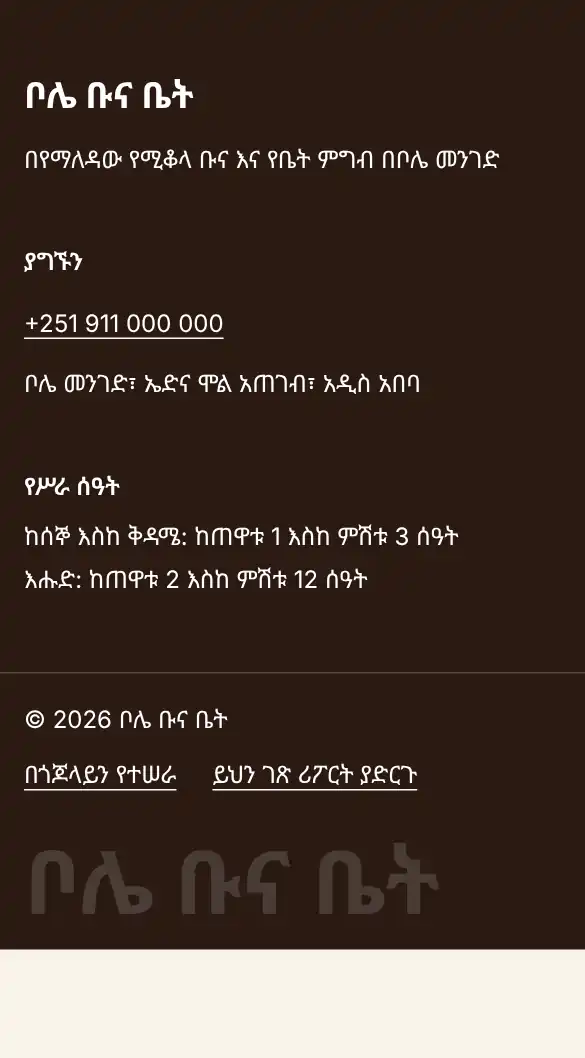 ቦሌ ቡና ቤት
በየማለዳው የሚቆላ ቡና እና የቤት ምግብ በቦሌ መንገድ
ያግኙን
+251 911 000 000
ቦሌ መንገድ፣ ኤድና ሞል አጠገብ፣ አዲስ አበባ
የሥራ ሰዓት
ከሰኞ እስከ ቅዳሜ: ከጠዋቱ 1 እስከ ምሽቱ 3 ሰዓት
እሑድ: ከጠዋቱ 2 እስከ ምሽቱ 12 ሰዓት
© 2026 ቦሌ ቡና ቤት
በጎጆላይን የተሠራ ይህን ገጽ ሪፖርት ያድርጉ
ቦሌ ቡና ቤት